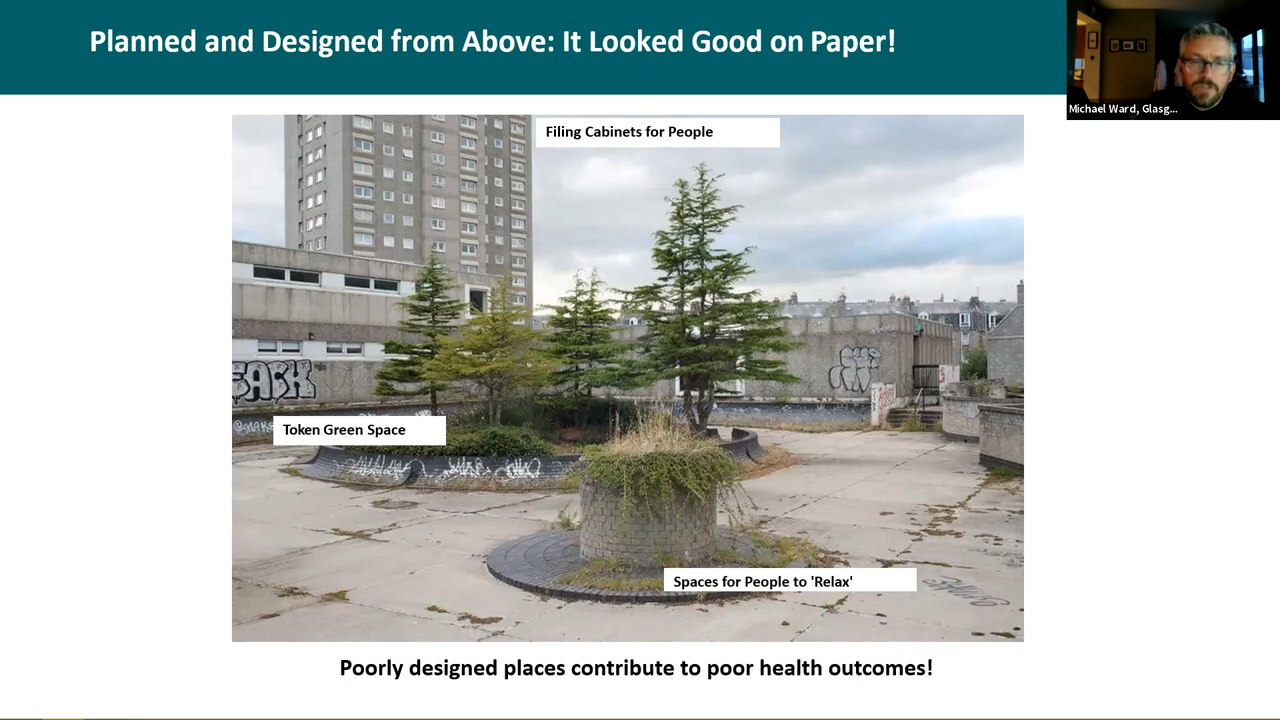 Planned and Designed from Above: It Looked Good on Paper!
Michael Ward, Glasg...
Filing Cabinets for People
Token Green Space
Spaces for People to 'Relax'
Poorly designed places contribute to poor health outcomes!